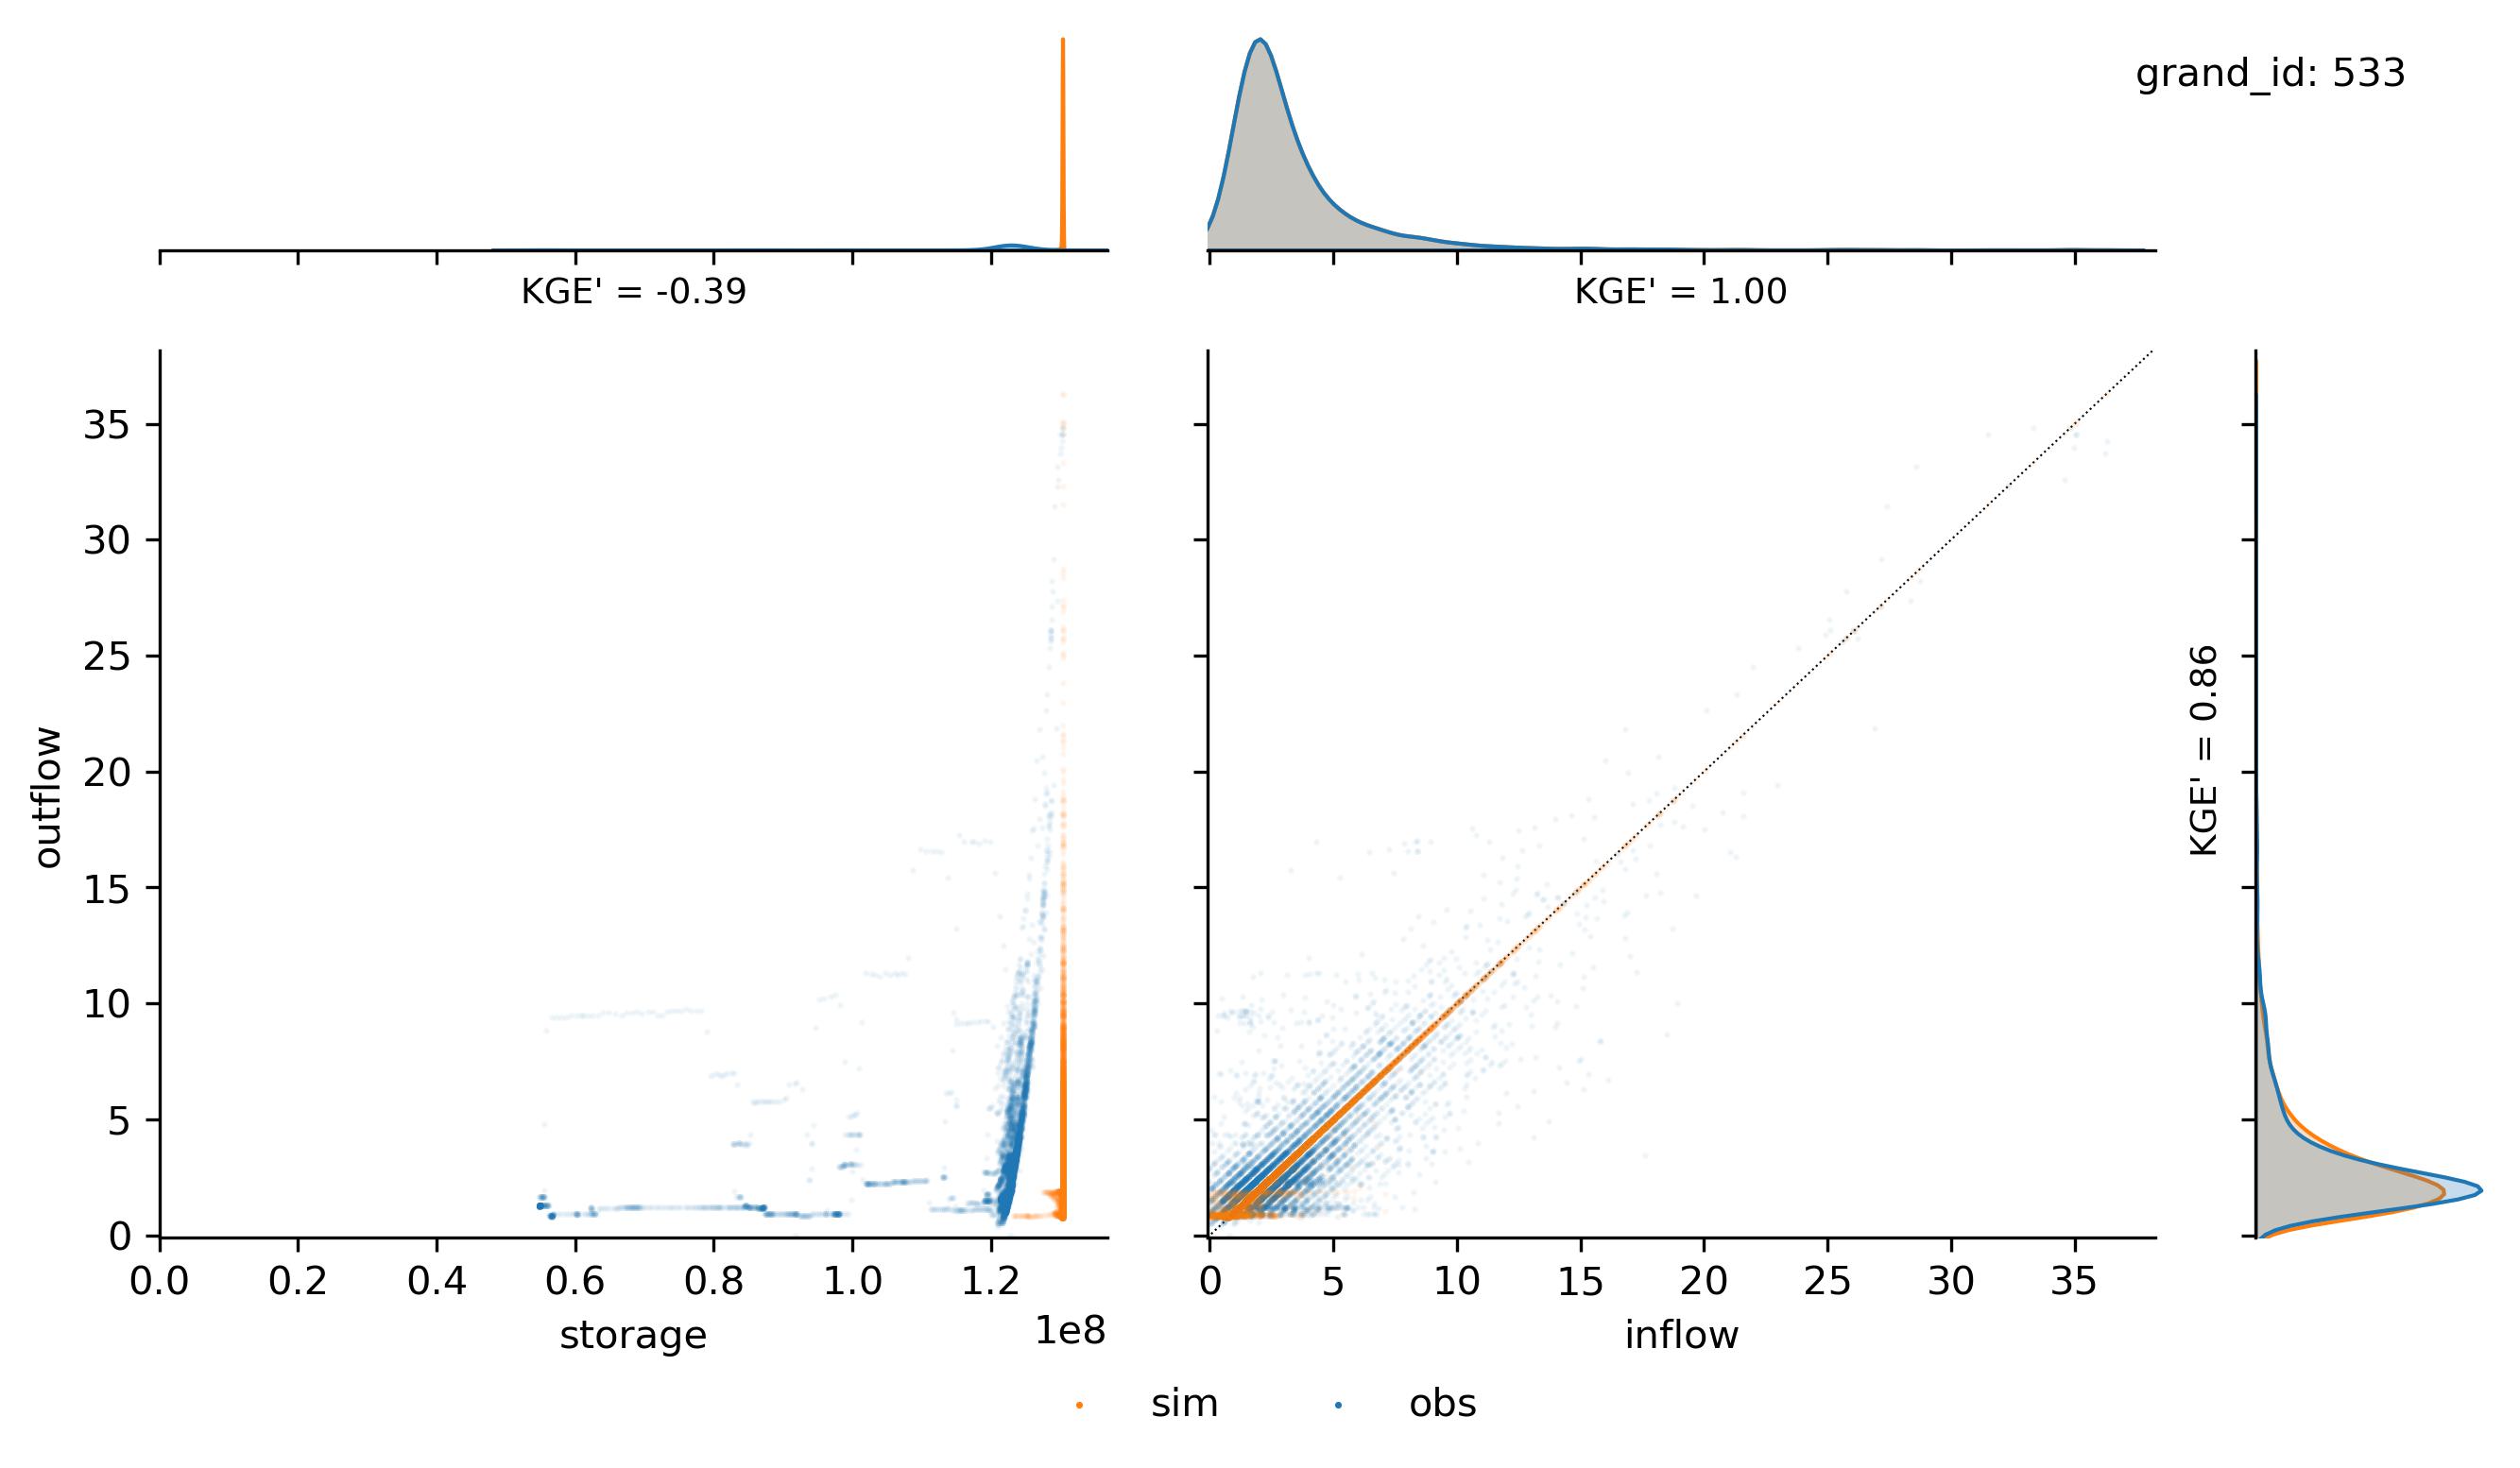 grand_id: 533
KGE' = -0.39
KGE' = 1.00
35
30
25
20
15
10
5
0
outflow
KGE' = 0.86
0.0 0.2 0.4 0.6 0.8 1.0 1.2
1e8
storage
0 5 10 15 20 25 30 35
inflow
sim obs